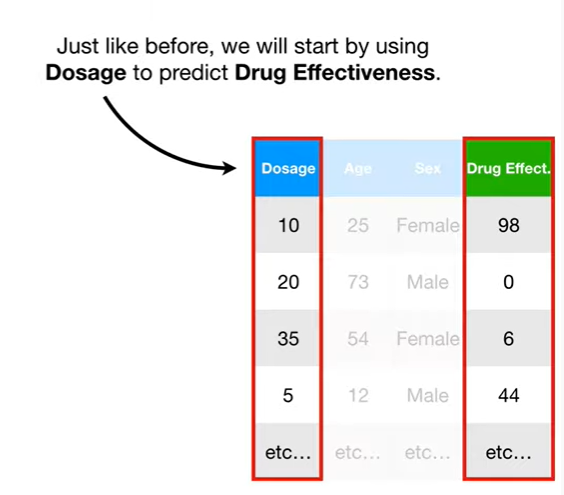 Just like before, we will start by using
Dosage to predict Drug Effectiveness.
Dosage Age Sex Drug Effect.
10 25 Female 98
20 73 Male 0
35 54 Female 6
5 12 Male 44
etc... etc... etc... etc...